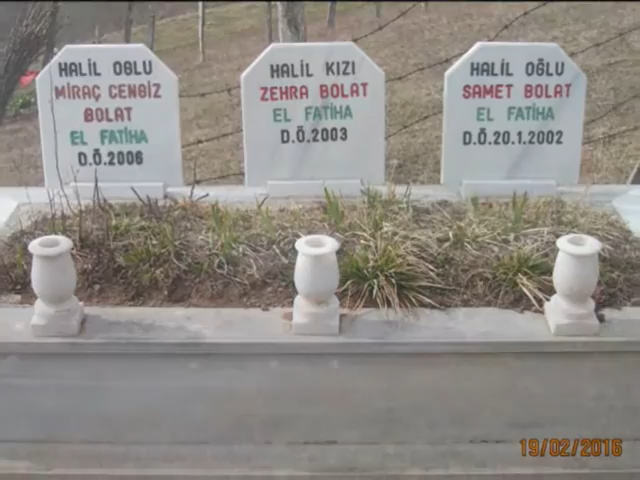 HALİL OĞLU
MİRAÇ CENGİZ
BOLAT
EL FATİHA
D.Ö.2006
HALİL KIZI
ZEHRA BOLAT
EL FATİHA
D.Ö.2003
HALİL OĞLU
SAMET BOLAT
EL FATİHA
D.Ö.20.1.2002
19/02/2016